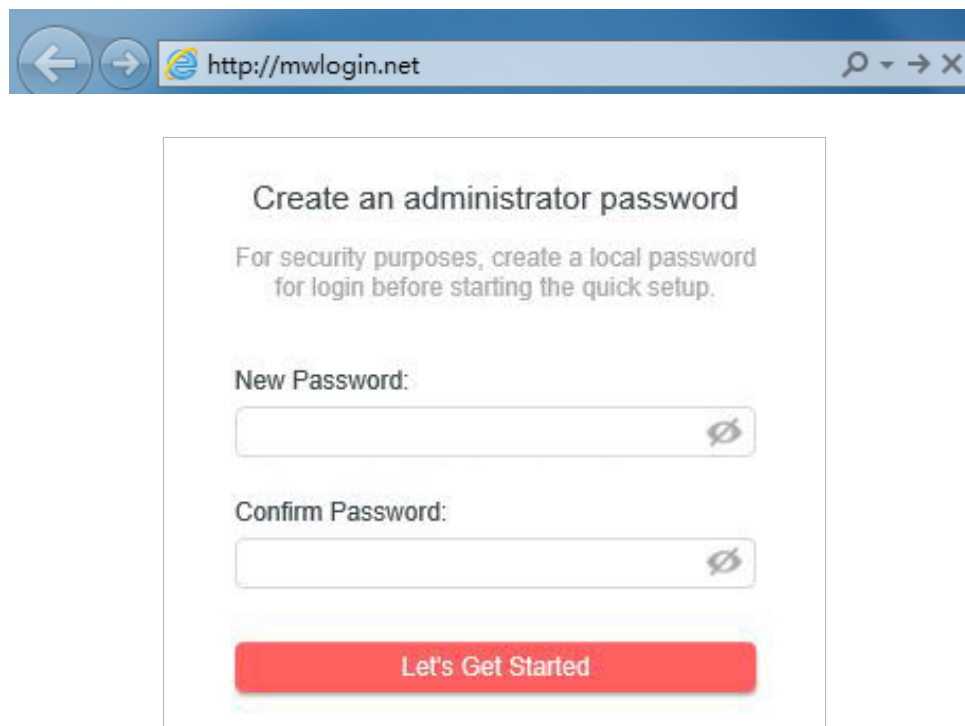 http://mwlogin.net
Create an administrator password
For security purposes, create a local password
for login before starting the quick setup.
New Password:
Confirm Password:
Let's Get Started